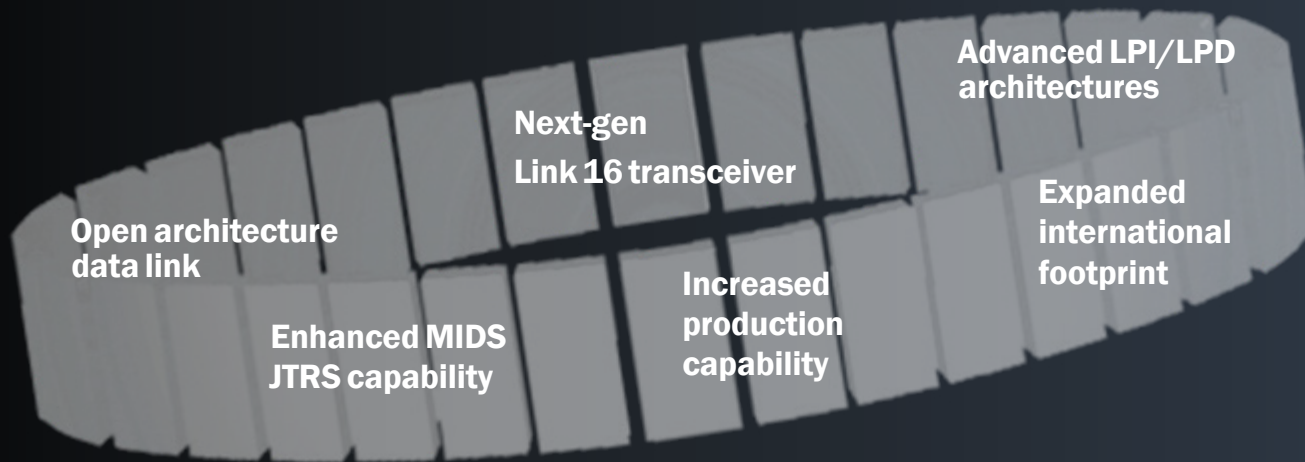 Advanced LPI/LPD
architectures
Next-gen
Link 16 transceiver
Expanded
international
footprint
Open architecture
data link
Increased
production
capability
Enhanced MIDS
JTRS capability